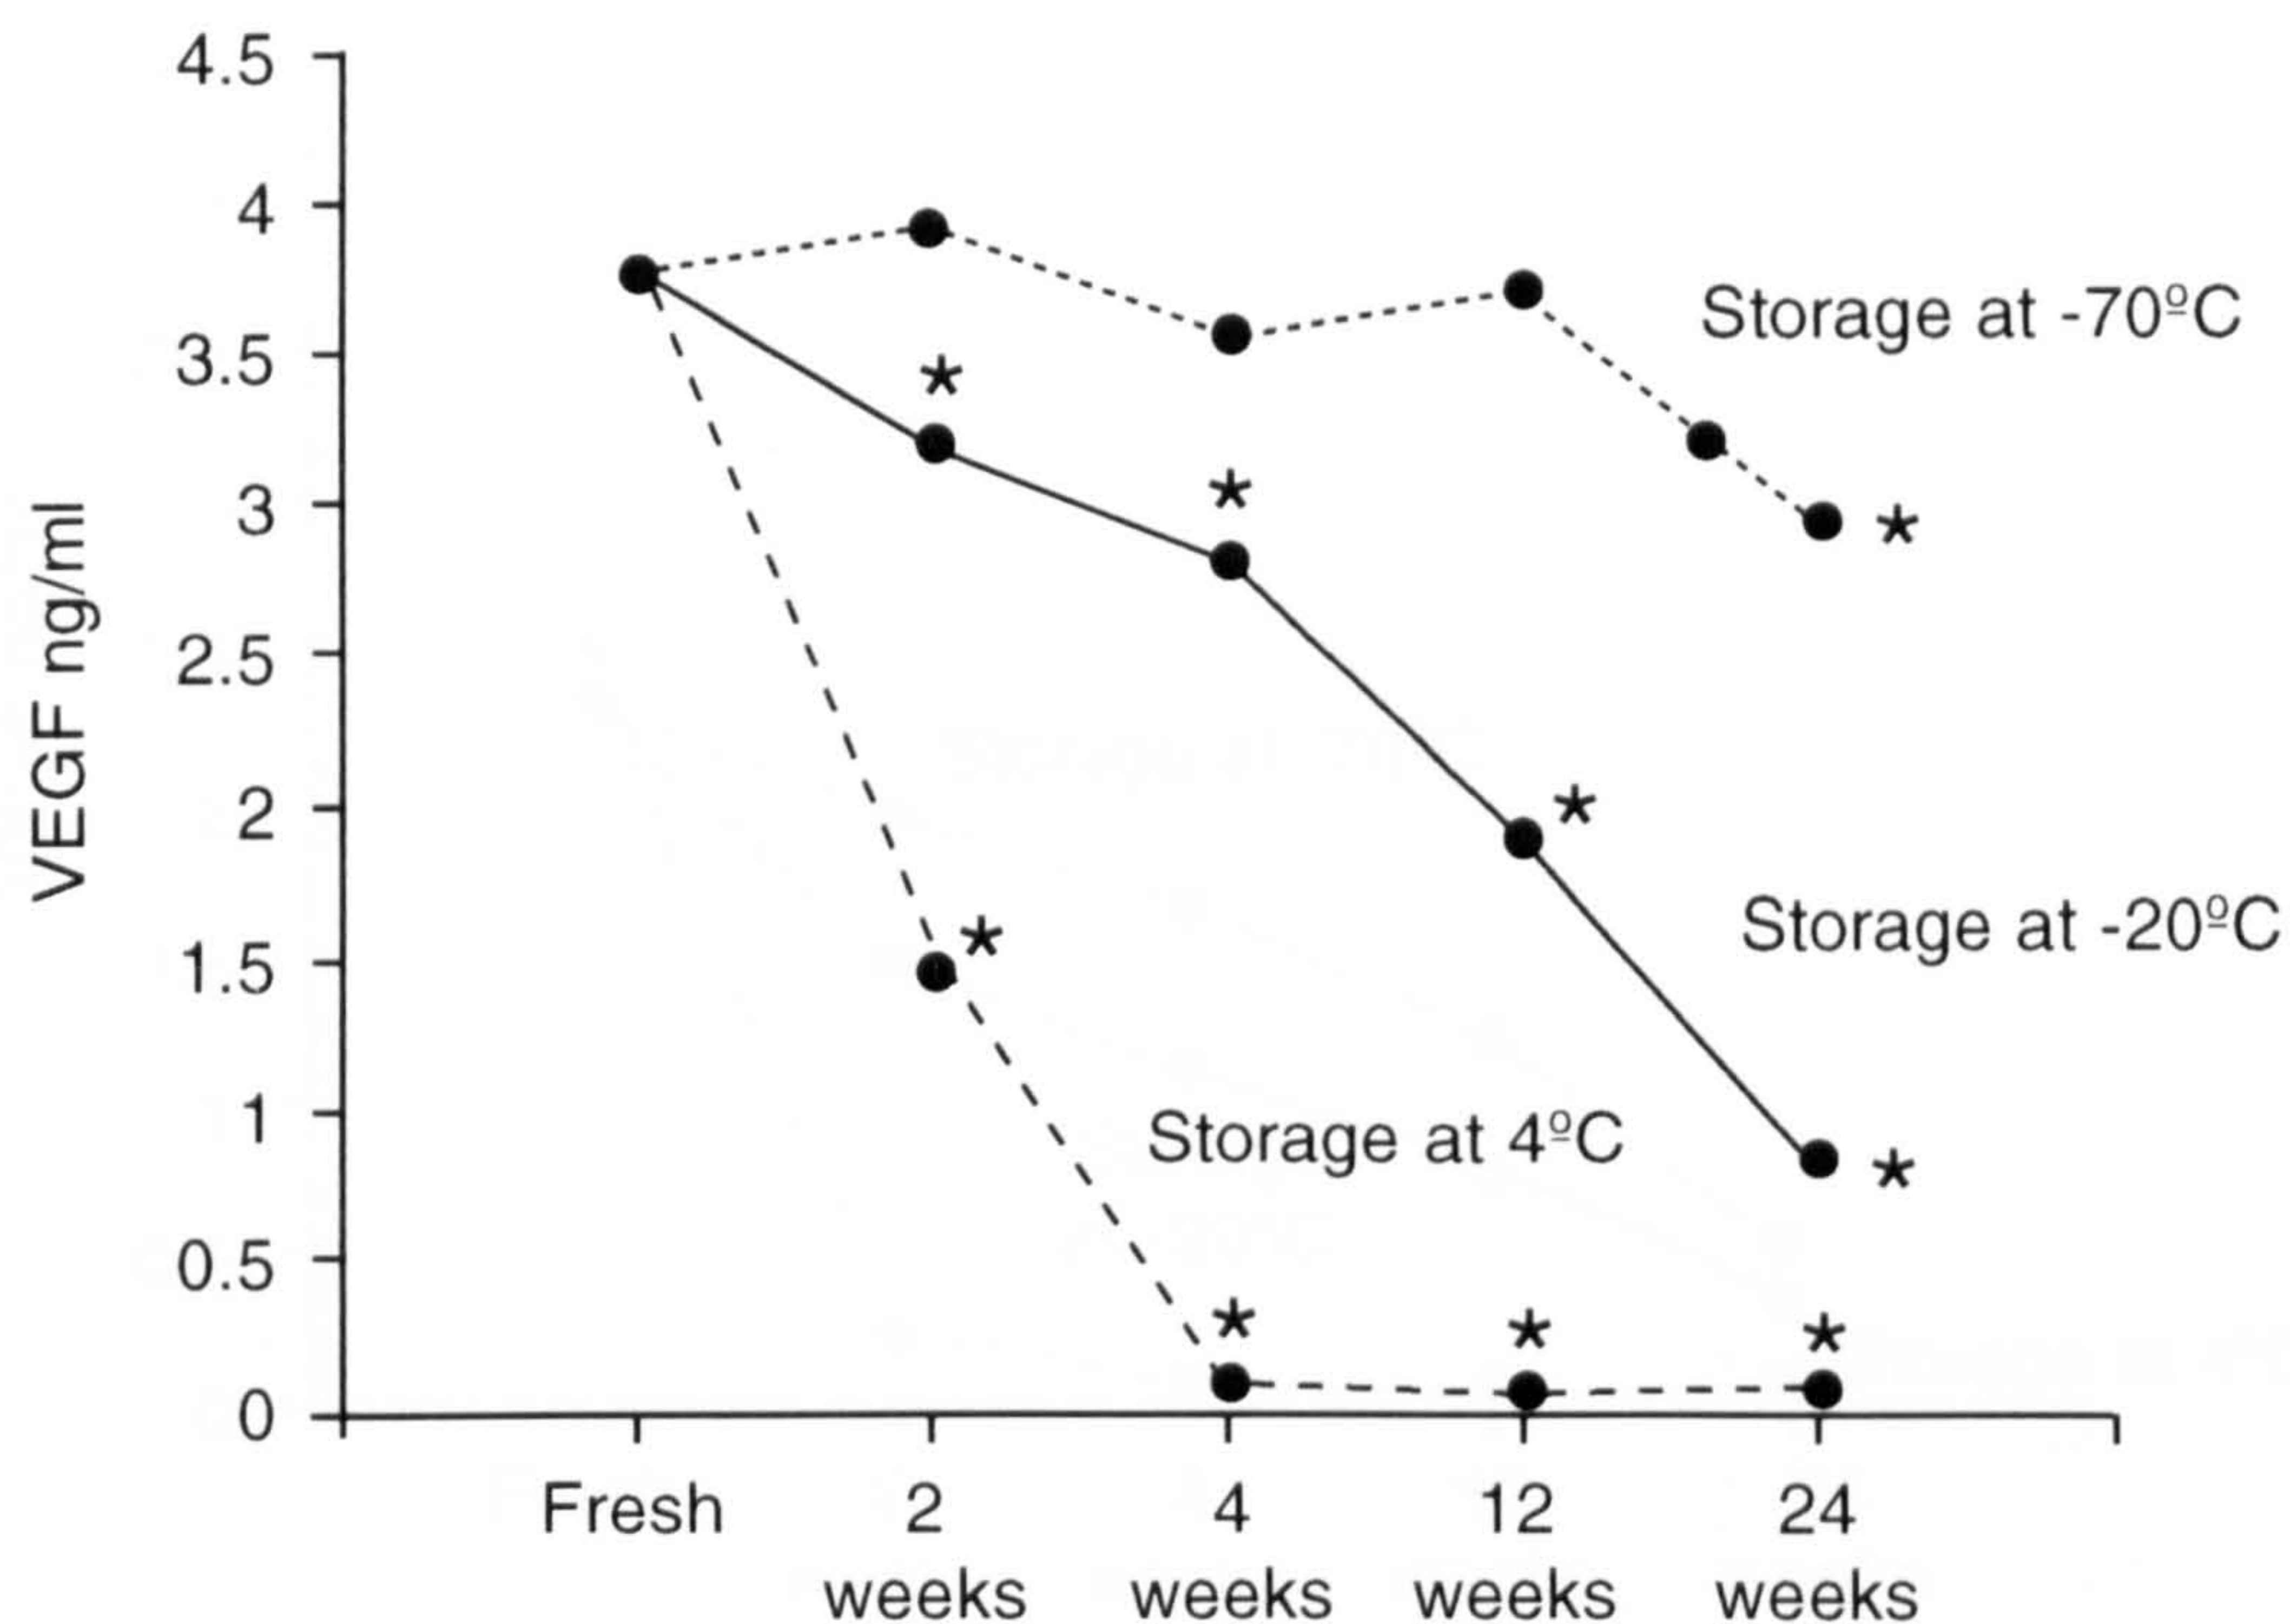 4.5
4
3.5
3
2.5
2
1.5
1
0.5
0
VEGF ng/ml
Storage at -70ºC
Storage at -20ºC
Storage at 4ºC
*
*
*
*
*
*
*
*
*
Fresh
2 weeks
4 weeks
12 weeks
24 weeks